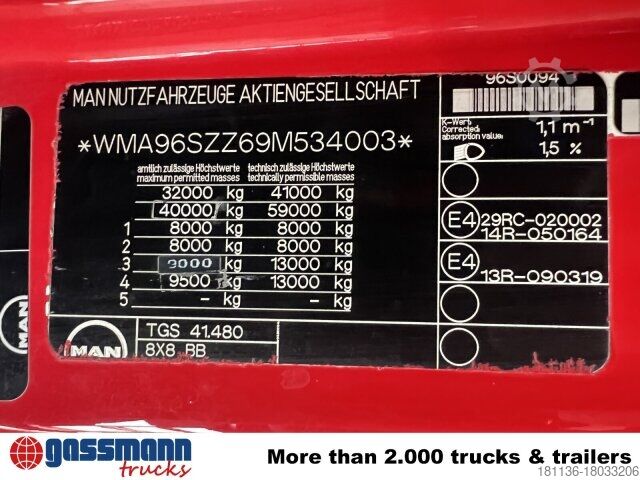 96S0094
MAN NUTZFAHRZEUGE AKTIENGESELLSCHAFT
*WMA96SZZ69M534003*
K-Wert:
Corrected absorption value: 1,1 m⁻¹
1,5 %
amtlich zulässige Höchstwerte technisch zulässige Höchstwerte
maximum permitted masses technically permissible masses
32000 kg 41000 kg
40000 kg 59000 kg
1 8000 kg 8000 kg
2 8000 kg 8000 kg
3 9000 kg 13000 kg
4 9500 kg 13000 kg
5 - kg - kg
E4 29RC-020002
14R-050164
E4 13R-090319
MAN
TGS 41.480
8X8 BB
MAN
gassmann
trucks
More than 2.000 trucks & trailers
181136-18033206